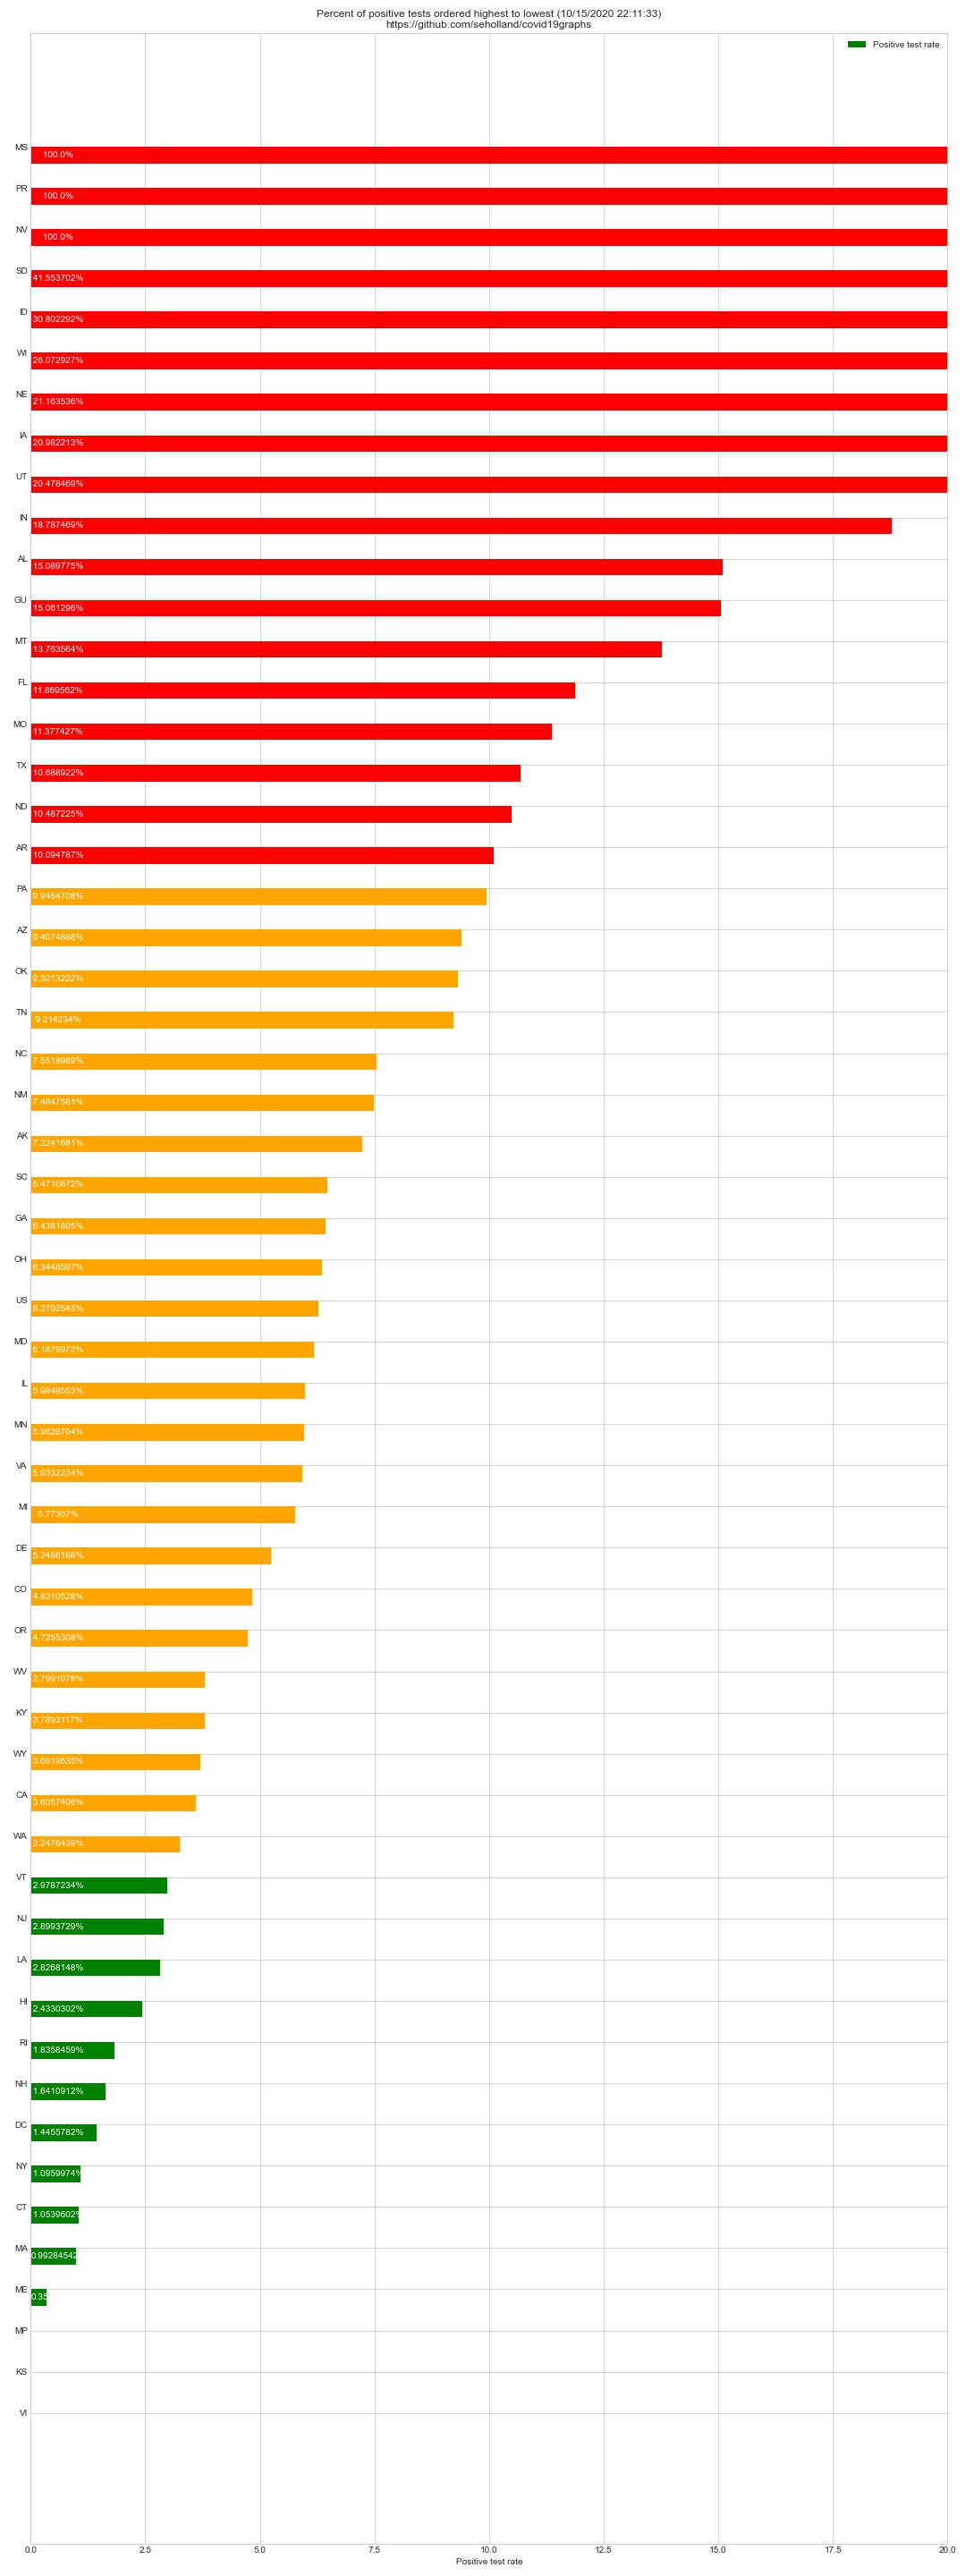 Percent of positive tests ordered highest to lowest (10/15/2020 22:11:33)
https://github.com/seholland/covid19graphs
Positive test rate
MS 100.0%
PR 100.0%
NV 100.0%
SD 41.553702%
ID 30.802292%
WI 26.072927%
NE 21.163536%
IA 20.982213%
UT 20.478469%
IN 18.787469%
AL 15.089775%
GU 15.061296%
MT 13.763564%
FL 11.869562%
MO 11.377427%
TX 10.688922%
ND 10.487225%
AR 10.094787%
PA 9.9464708%
AZ 9.4074888%
OK 9.3213222%
TN 9.214234%
NC 7.5518969%
NM 7.4847581%
AK 7.2241681%
SC 6.4710872%
GA 6.4381895%
OH 6.3448597%
US 6.2792545%
MD 6.1879972%
IL 5.9848553%
MN 5.9628794%
VA 5.9332234%
MI 5.77307%
DE 5.2486188%
CO 4.8310528%
OR 4.7255308%
WV 3.7991078%
KY 3.7893117%
WY 3.6919635%
CA 3.6057406%
WA 3.2476439%
VT 2.9787234%
NJ 2.8993729%
LA 2.8268148%
HI 2.4330302%
RI 1.8358459%
NH 1.6410912%
DC 1.4455782%
NY 1.0959974%
CT 1.0539602%
MA 0.99284542
ME 0.35
MP
KS
VI
0.0 2.5 5.0 7.5 10.0 12.5 15.0 17.5 20.0
Positive test rate